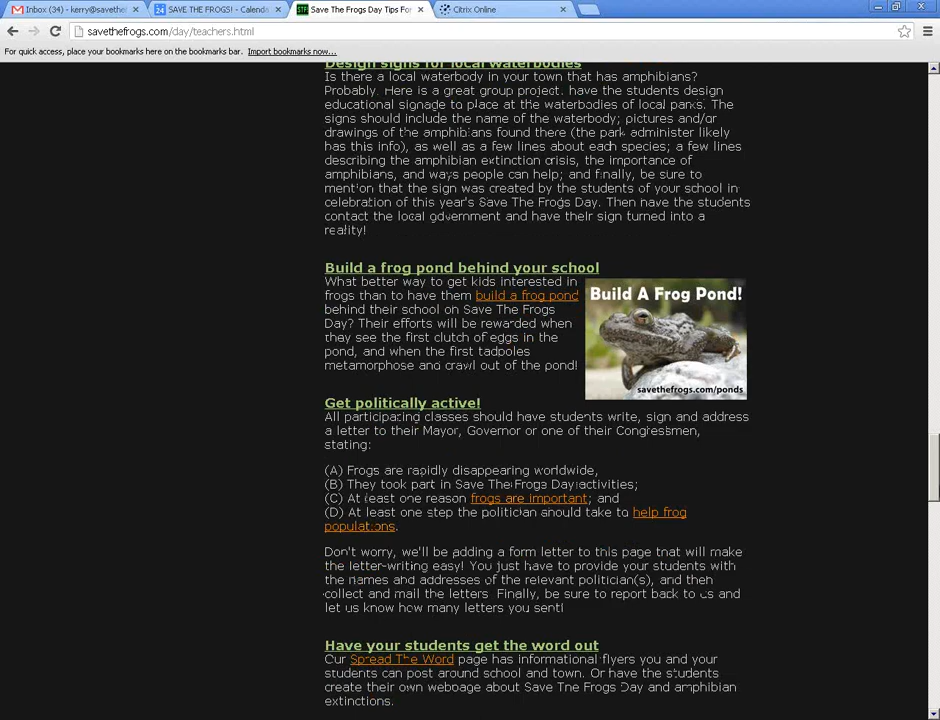 Inbox (34) - kerry@savethef
SAVE THE FROGS! - Calenda
Save The Frogs Day Tips For
Citrix Online
savethefrogs.com/day/teachers.html
For quick access, place your bookmarks here on the bookmarks bar. Import bookmarks now...
Design signs for local waterbodies
Is there a local waterbody in your town that has amphibians?
Probably. Here is a great group project. have the students design
educational signage to place at the waterbodies of local parks. The
signs should include the name of the waterbody; pictures and/or
drawings of the amphibians found there (the park administer likely
has this info), as well as a few lines about each species; a few lines
describing the amphibian extinction crisis, the importance of
amphibians, and ways people can help; and finally, be sure to
mention that the sign was created by the students of your school in
celebration of this year's Save The Frogs Day. Then have the students
contact the local government and have their sign turned into a
reality!
Build a frog pond behind your school
What better way to get kids interested in
frogs than to have them build a frog pond
behind their school on Save The Frogs
Day? Their efforts will be rewarded when
they see the first clutch of eggs in the
pond, and when the first tadpoles
metamorphose and crawl out of the pond!
Build A Frog Pond!
savethefrogs.com/ponds
Get politically active!
All participating classes should have students write, sign and address
a letter to their Mayor, Governor or one of their Congressmen,
stating:
(A) Frogs are rapidly disappearing worldwide,
(B) They took part in Save The Frogs Day activities;
(C) At least one reason frogs are important; and
(D) At least one step the politician should take to help frog
populations.
Don't worry, we'll be adding a form letter to this page that will make
the letter-writing easy! You just have to provide your students with
the names and addresses of the relevant politician(s), and then
collect and mail the letters. Finally, be sure to report back to us and
let us know how many letters you sent!
Have your students get the word out
Our Spread The Word page has informational flyers you and your
students can post around school and town. Or have the students
create their own webpage about Save The Frogs Day and amphibian
extinctions.